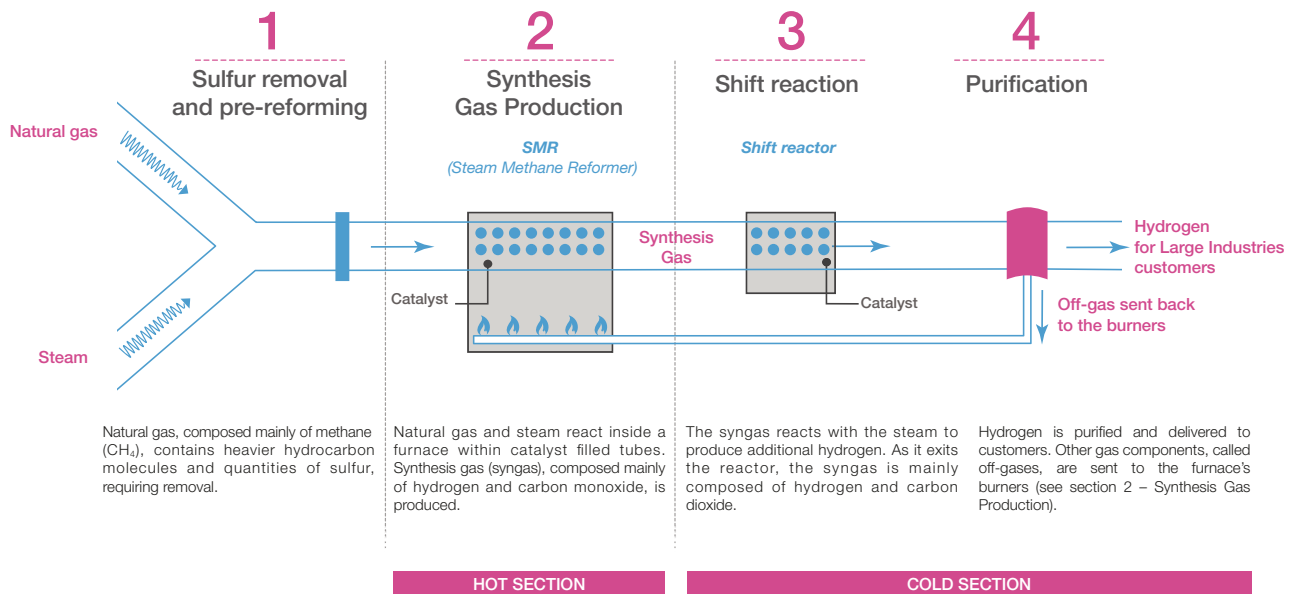 1
Sulfur removal
and pre-reforming
2
Synthesis
Gas Production
3
Shift reaction
4
Purification
Natural gas
SMR
(Steam Methane Reformer)
Shift reactor
Synthesis
Gas
Hydrogen
for Large Industries
customers
Catalyst
Catalyst
Off-gas sent back
to the burners
Steam
Natural gas, composed mainly of methane
(CH₄), contains heavier hydrocarbon
molecules and quantities of sulfur,
requiring removal.
Natural gas and steam react inside a
furnace within catalyst filled tubes.
Synthesis gas (syngas), composed mainly
of hydrogen and carbon monoxide, is
produced.
The syngas reacts with the steam to
produce additional hydrogen. As it exits
the reactor, the syngas is mainly
composed of hydrogen and carbon
dioxide.
Hydrogen is purified and delivered to
customers. Other gas components, called
off-gases, are sent to the furnace’s
burners (see section 2 – Synthesis Gas
Production).
HOT SECTION
COLD SECTION